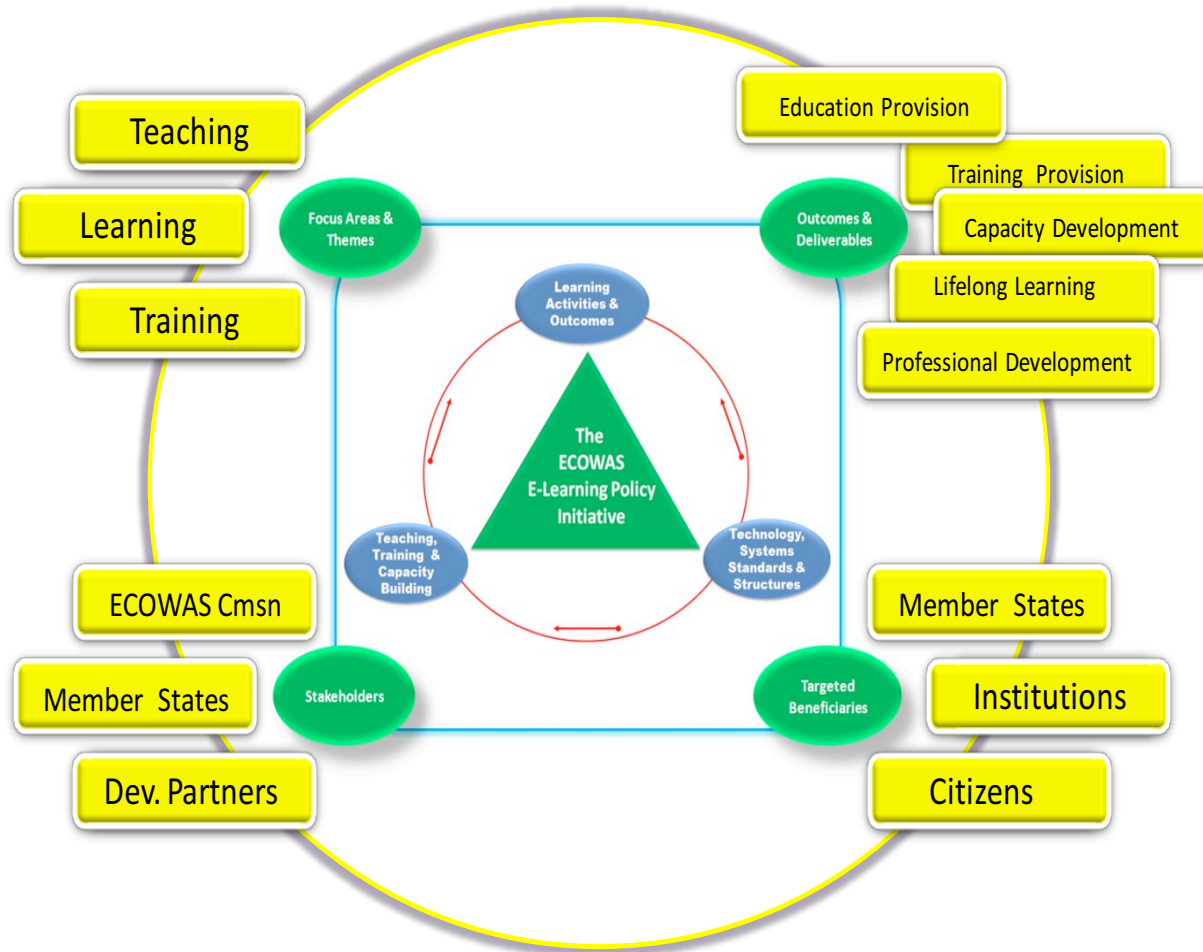 Teaching
Learning
Training
Focus Areas &
Themes
Education Provision
Training Provision
Capacity Development
Lifelong Learning
Professional Development
Outcomes &
Deliverables
Learning
Activities &
Outcomes
The
ECOWAS
E-Learning Policy
Initiative
Teaching,
Training &
Capacity
Building
Technology,
Systems
Standards &
Structures
ECOWAS Cmsn
Member States
Dev. Partners
Stakeholders
Targeted
Beneficiaries
Member States
Institutions
Citizens